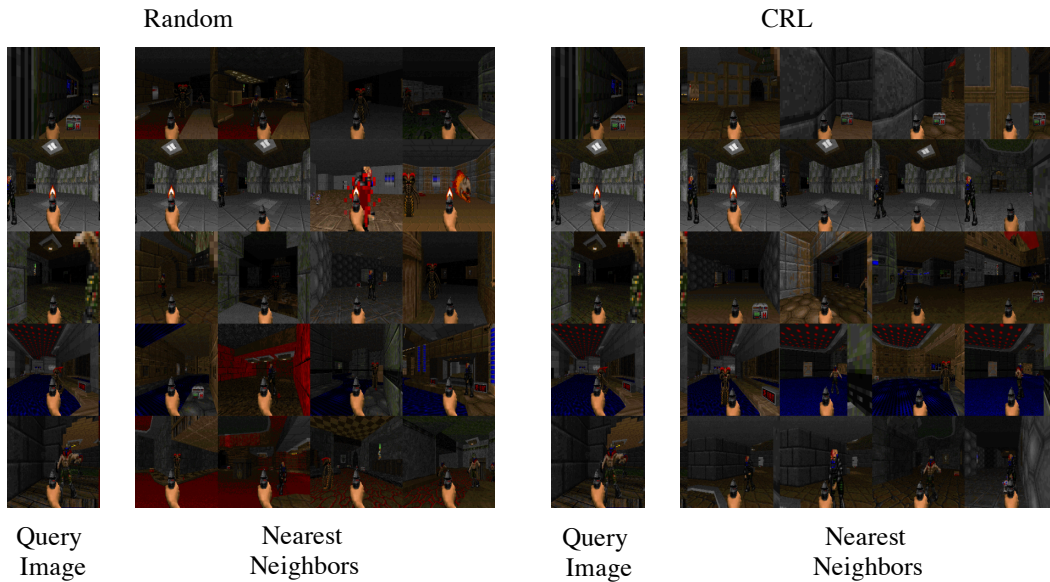 Random
CRL
Query
Image
Nearest
Neighbors
Query
Image
Nearest
Neighbors